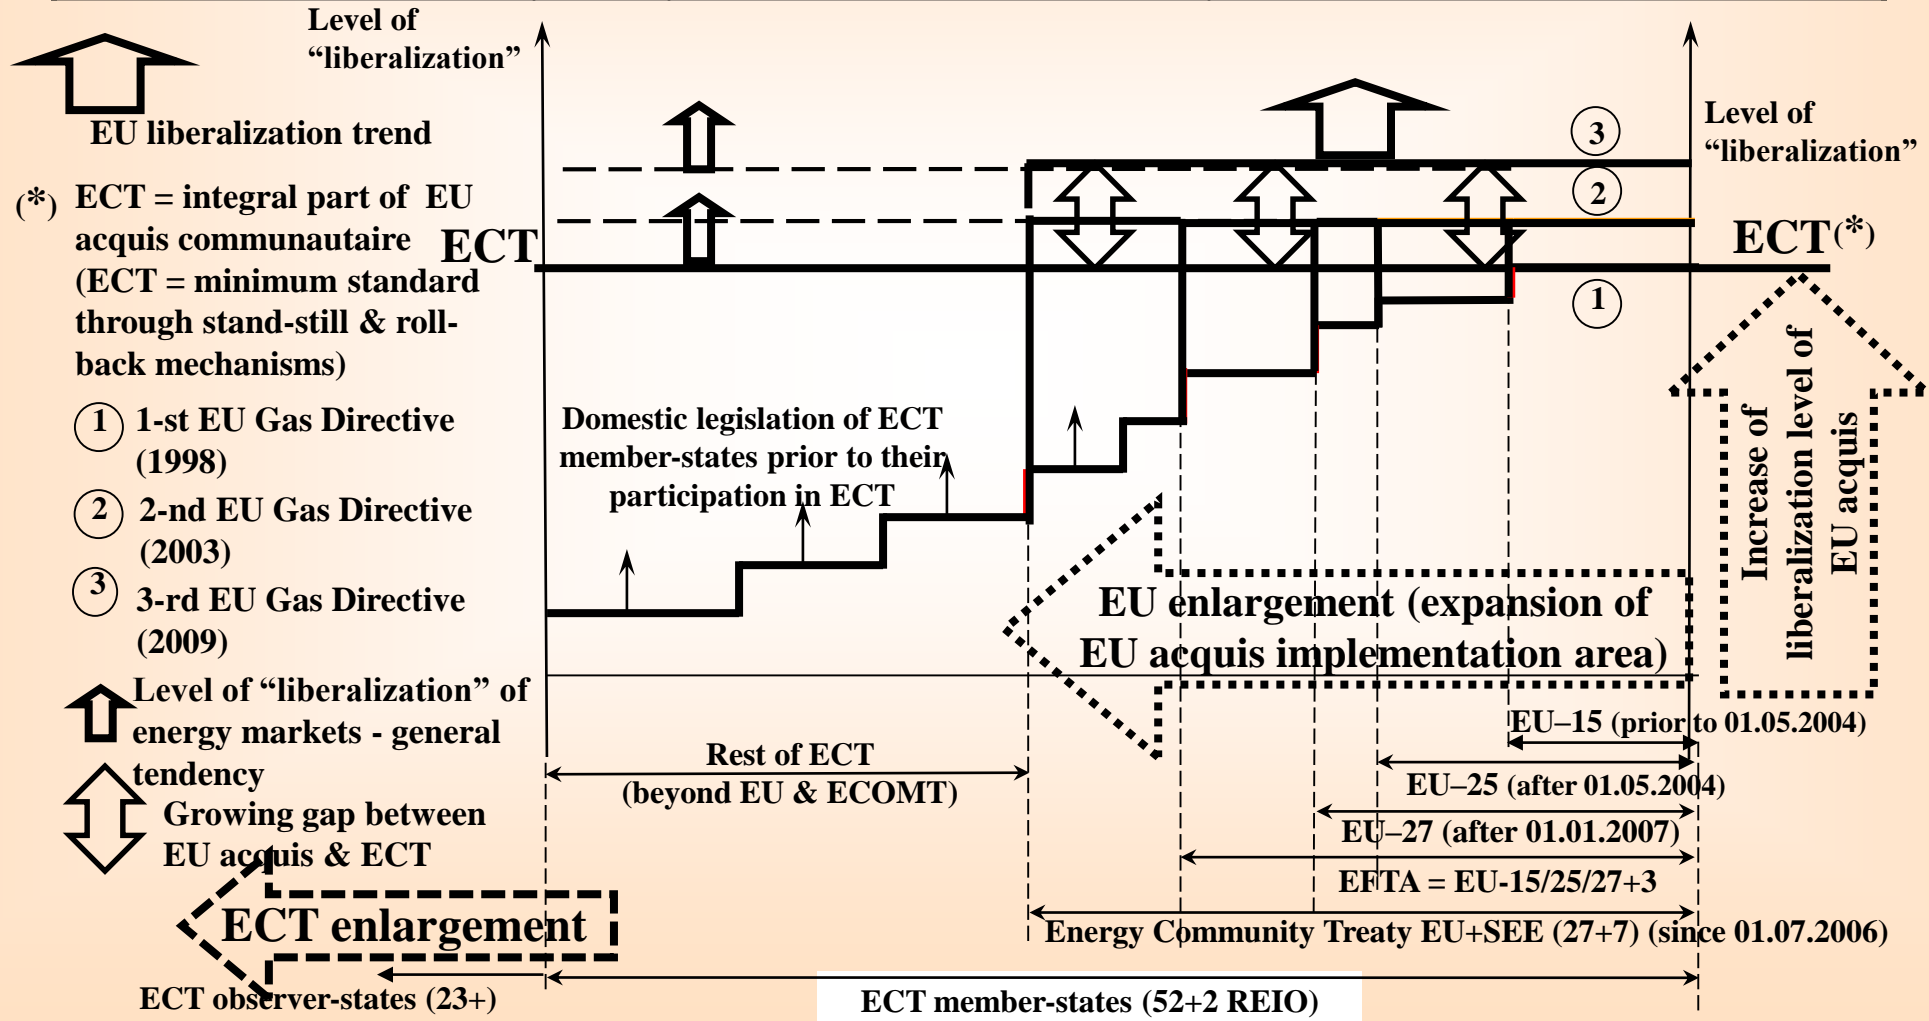 Level of
“liberalization”
EU liberalization trend
(*) ECT = integral part of EU
acquis communautaire
(ECT = minimum standard
through stand-still & roll-
back mechanisms)
1 1-st EU Gas Directive
(1998)
2 2-nd EU Gas Directive
(2003)
3 3-rd EU Gas Directive
(2009)
Level of “liberalization” of
energy markets - general
tendency
Growing gap between
EU acquis & ECT
ECT enlargement
ECT observer-states (23+)
ECT
Domestic legislation of ECT
member-states prior to their
participation in ECT
3
2
1
Level of
“liberalization”
ECT(*)
Increase of
liberalization level of
EU acquis
EU enlargement (expansion of
EU acquis implementation area)
EU–15 (prior to 01.05.2004)
Rest of ECT
(beyond EU & ECOMT)
EU–25 (after 01.05.2004)
EU–27 (after 01.01.2007)
EFTA = EU-15/25/27+3
Energy Community Treaty EU+SEE (27+7) (since 01.07.2006)
ECT member-states (52+2 REIO)